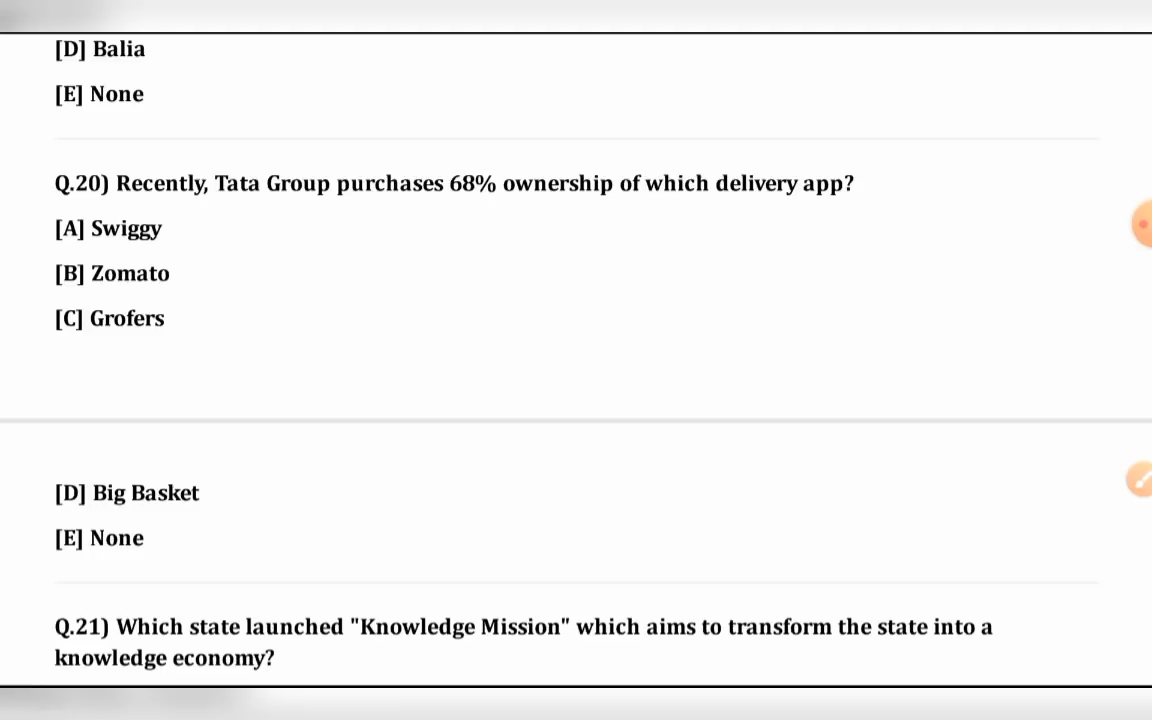 [D] Balia
[E] None
Q.20) Recently, Tata Group purchases 68% ownership of which delivery app?
[A] Swiggy
[B] Zomato
[C] Grofers
[D] Big Basket
[E] None
Q.21) Which state launched "Knowledge Mission" which aims to transform the state into a
knowledge economy?